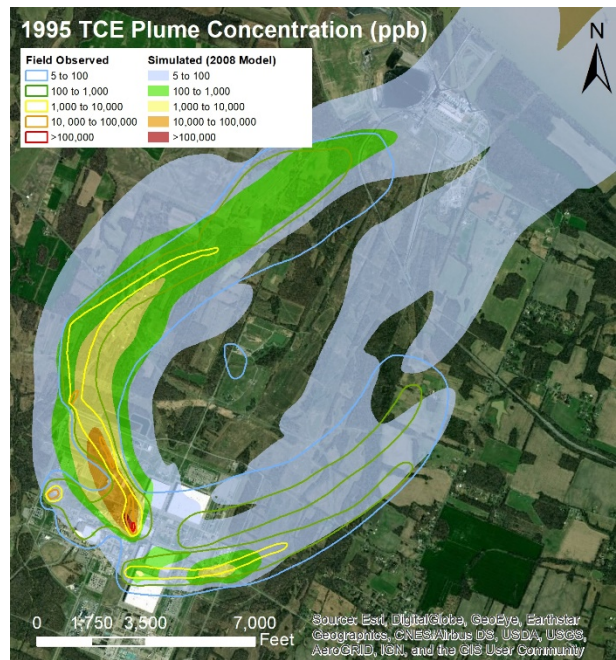 1995 TCE Plume Concentration (ppb)
N
Field Observed
5 to 100
100 to 1,000
1,000 to 10,000
10, 000 to 100,000
>100,000
Simulated (2008 Model)
5 to 100
100 to 1,000
1,000 to 10,000
10,000 to 100,000
>100,000
0 1,750 3,500 7,000
Feet
Source: Esri, DigitalGlobe, GeoEye, Earthstar
Geographics, CNES/Airbus DS, USDA, USGS,
AeroGRID, IGN, and the GIS User Community